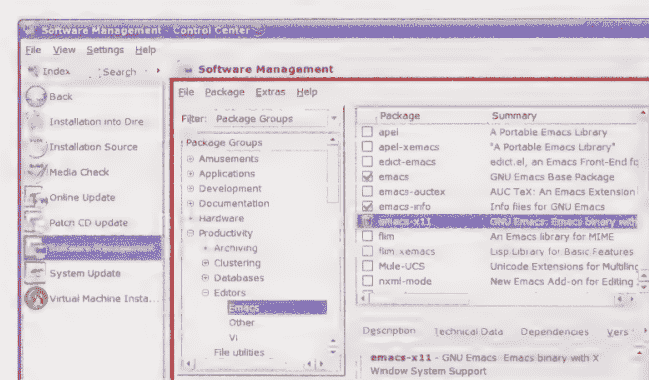 Software Management - Control Center
File View Settings Help
Index Search
Software Management
Back
Installation into Dire
Installation Source
Media Check
Online Update
Patch CD Update
System Update
Virtual Machine Insta...
File Package Extras Help
Filter: Package Groups
Package Groups
Amusements
Applications
Development
Documentation
Hardware
Productivity
Archiving
Clustering
Databases
Editors
Emacs
Other
Vi
File utilities
Package Summary
apel A Portable Emacs Library
apel-xemacs "A Portable Emacs Library"
edict-emacs edict.el, an Emacs Front-End fo
emacs GNU Emacs Base Package
emacs-auctex AUC TeX: An Emacs Extension
emacs-info Info files for GNU Emacs
emacs-x11 GNU Emacs: Emacs binary with
flim An Emacs library for MIME
flim xemacs Lisp Library for Basic Features
Mule-UCS Unicode Extensions for Multiling
nxml-mode New Emacs Add-on for Editing
Description Technical Data Dependencies Vers
emacs-x11 - GNU Emacs Emacs binary with X
Window System Support